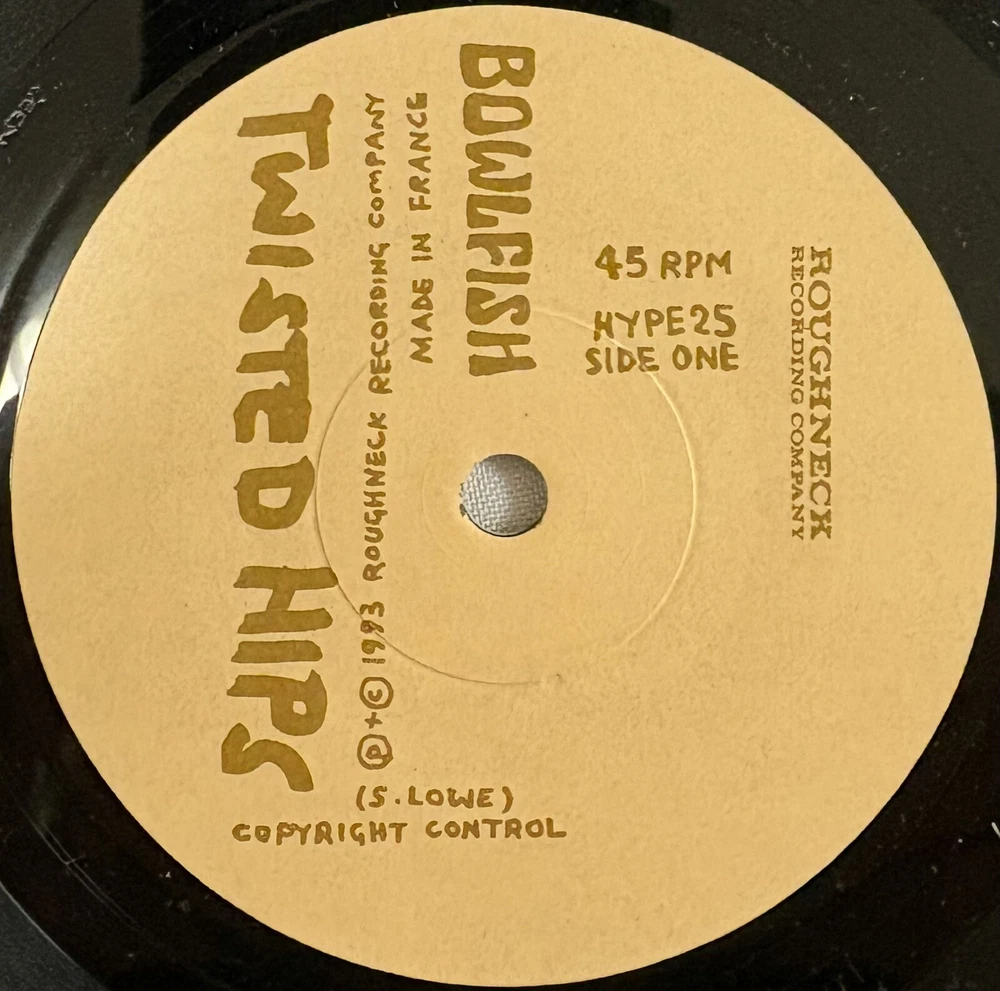 BOWLFISH
TWISTED HIPS
℗+© 1993 ROUGHNECK RECORDING COMPANY
MADE IN FRANCE
45 RPM
HYPE25
SIDE ONE
ROUGHNECK
RECORDING COMPANY
(S.LOWE)
COPYRIGHT CONTROL